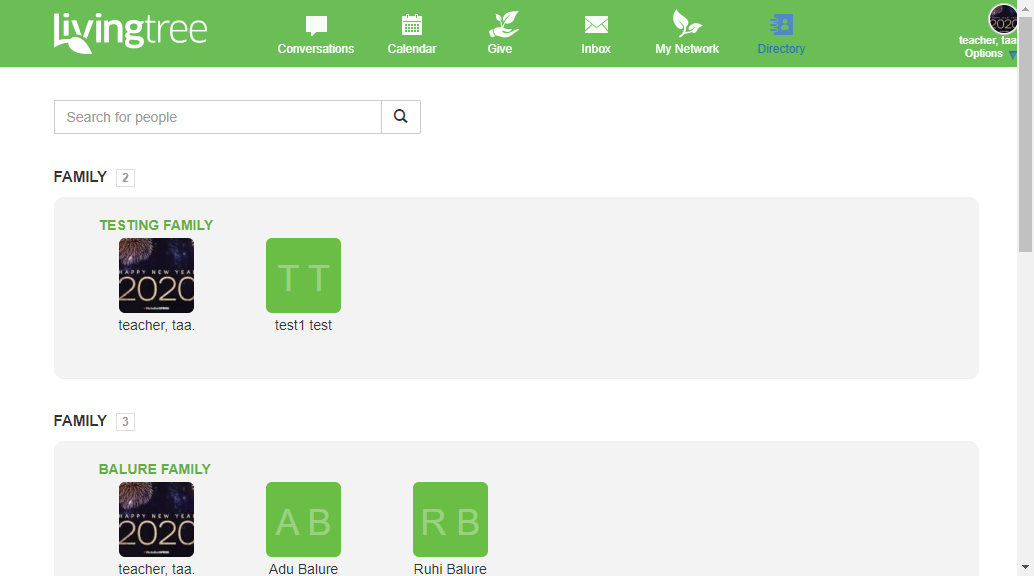 livingtree
Conversations
Calendar
Give
Inbox
My Network
Directory
teacher, taa
Options
Search for people
FAMILY 2
TESTING FAMILY
HAPPY NEW YEAR
2020
T T
teacher, taa.
test1 test
FAMILY 3
BALURE FAMILY
HAPPY NEW YEAR
2020
A B
R B
teacher, taa.
Adu Balure
Ruhi Balure